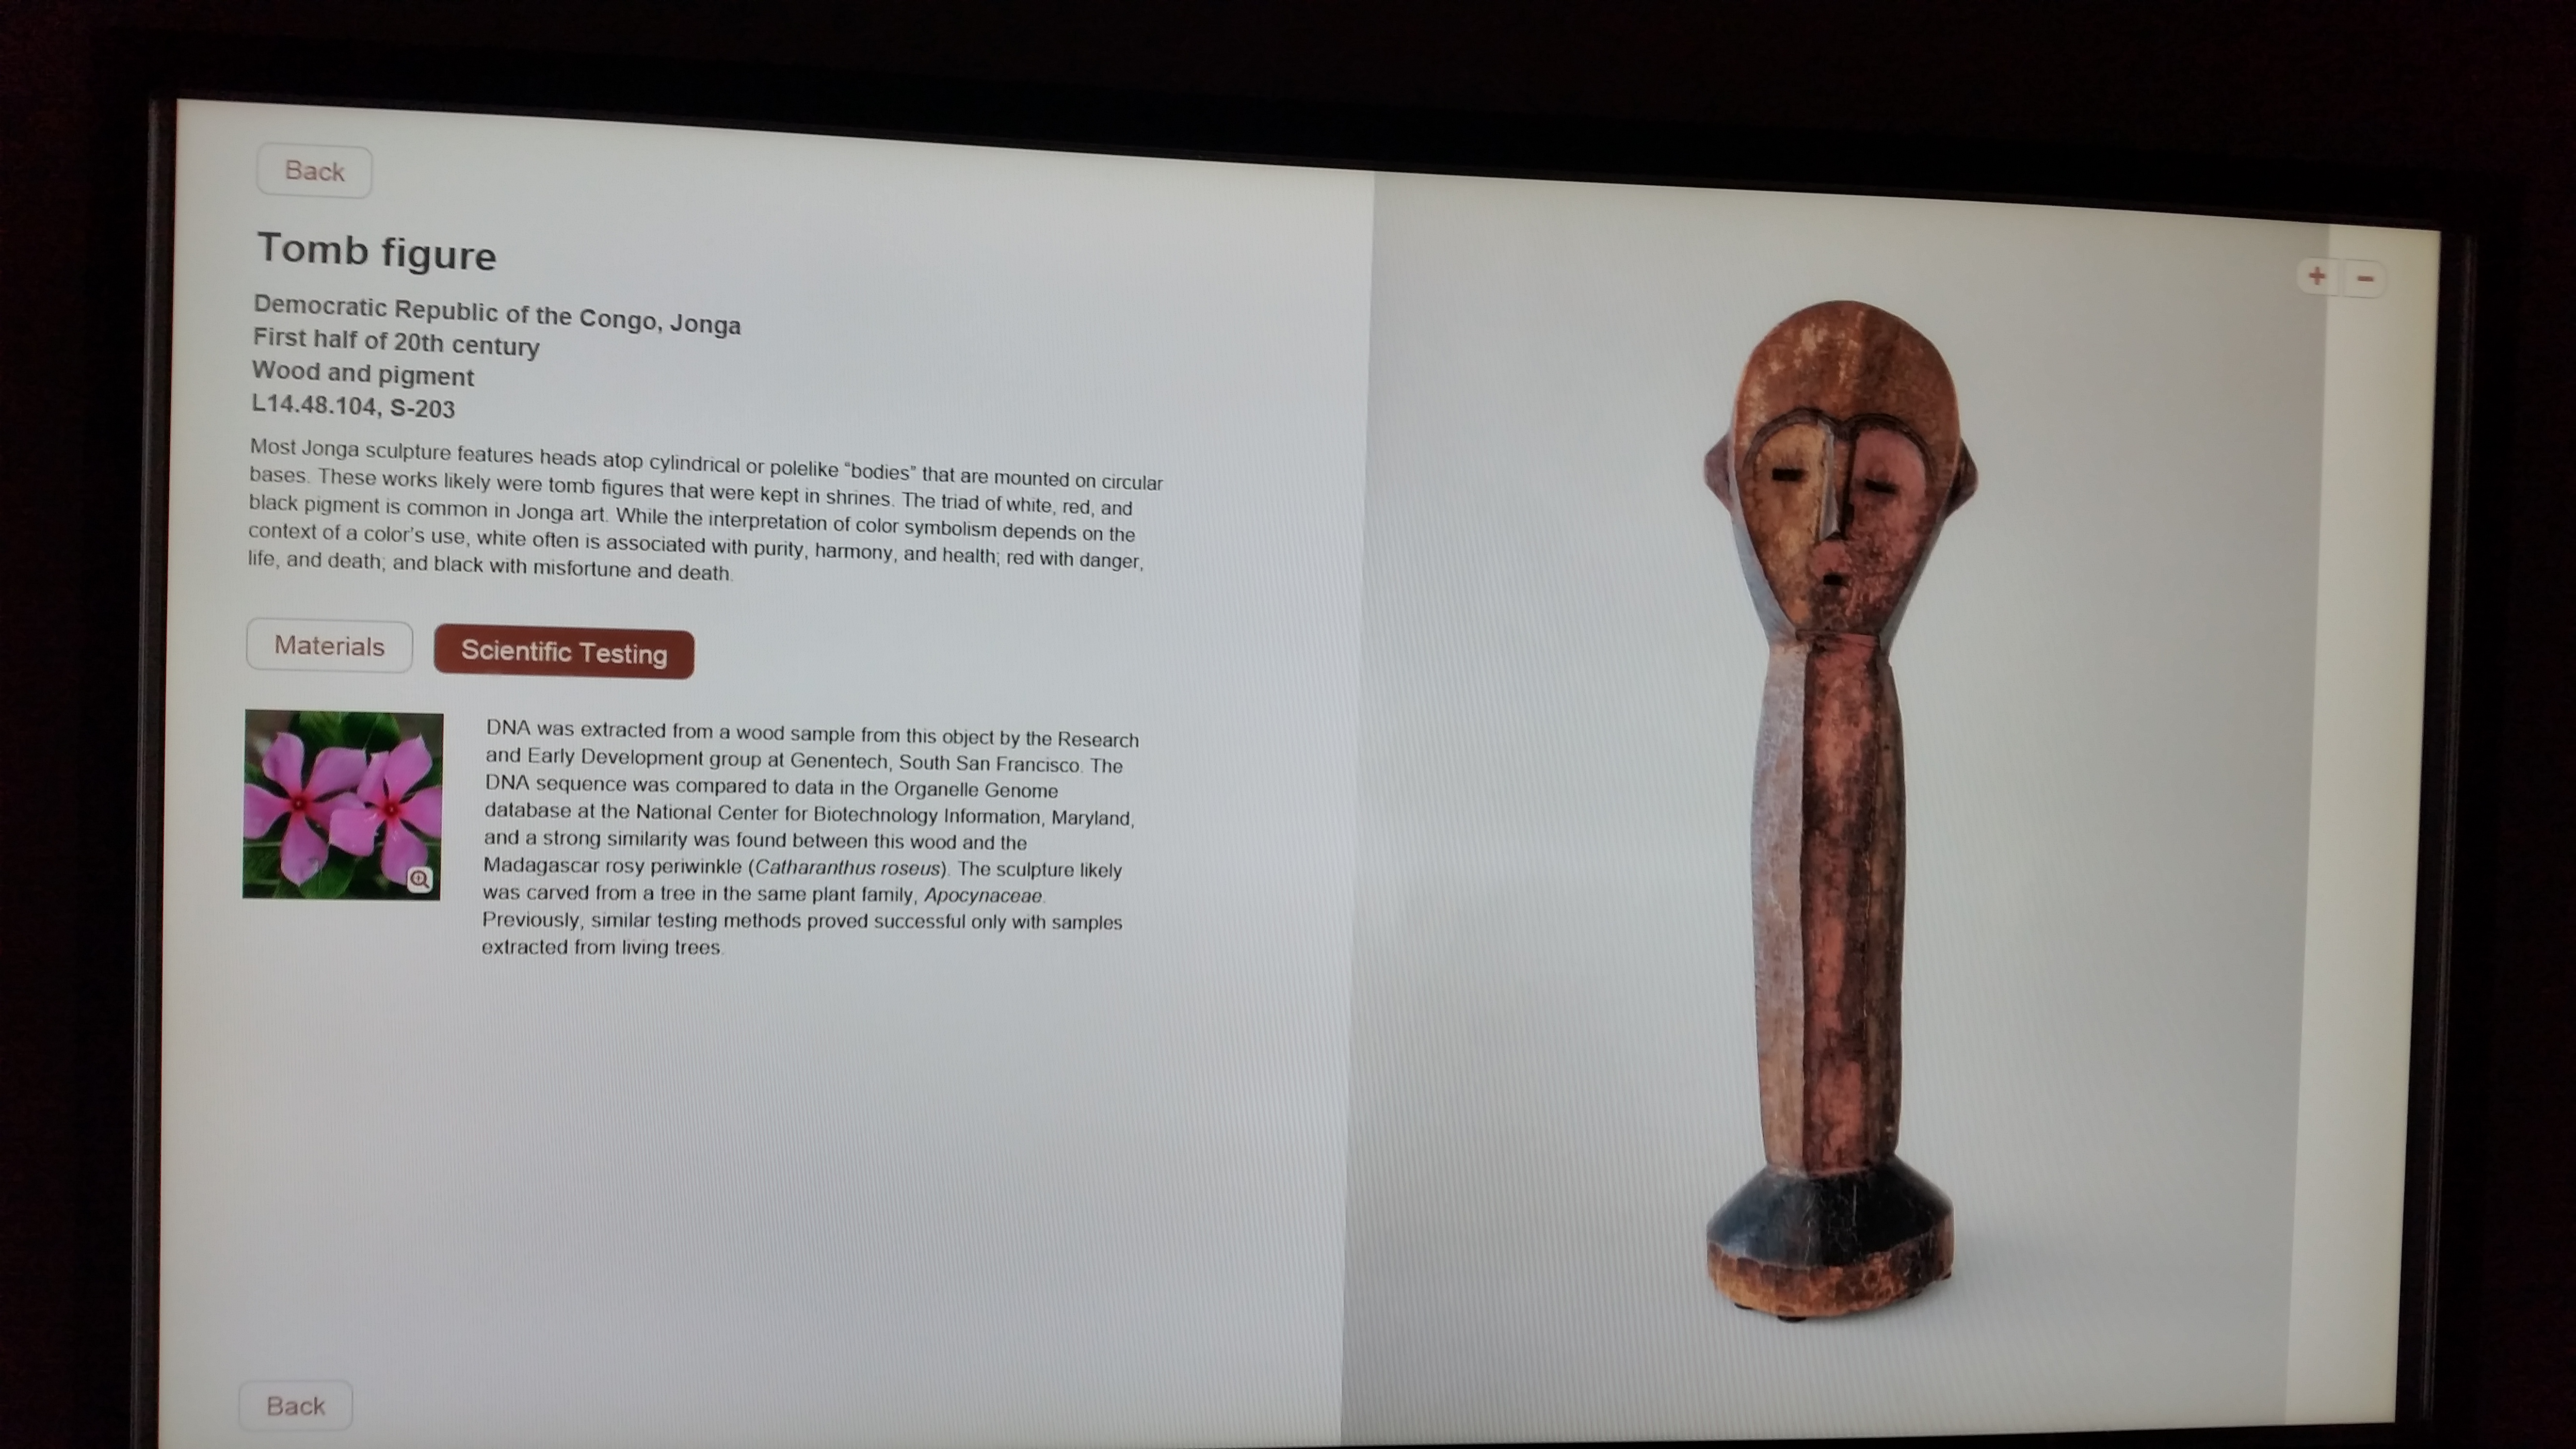 Back
Tomb figure
Democratic Republic of the Congo, Jonga
First half of 20th century
Wood and pigment
L14.48.104, S-203
Most Jonga sculpture features heads atop cylindrical or polelike “bodies” that are mounted on circular
bases. These works likely were tomb figures that were kept in shrines. The triad of white, red, and
black pigment is common in Jonga art. While the interpretation of color symbolism depends on the
context of a color’s use, white often is associated with purity, harmony, and health; red with danger,
life, and death; and black with misfortune and death.
Materials
Scientific Testing
DNA was extracted from a wood sample from this object by the Research
and Early Development group at Genentech, South San Francisco. The
DNA sequence was compared to data in the Organelle Genome
database at the National Center for Biotechnology Information, Maryland,
and a strong similarity was found between this wood and the
Madagascar rosy periwinkle (Catharanthus roseus). The sculpture likely
was carved from a tree in the same plant family, Apocynaceae.
Previously, similar testing methods proved successful only with samples
extracted from living trees.
Back
+ −